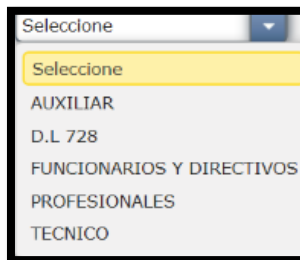 Seleccione
Seleccione
AUXILIAR
D.L 728
FUNCIONARIOS Y DIRECTIVOS
PROFESIONALES
TECNICO